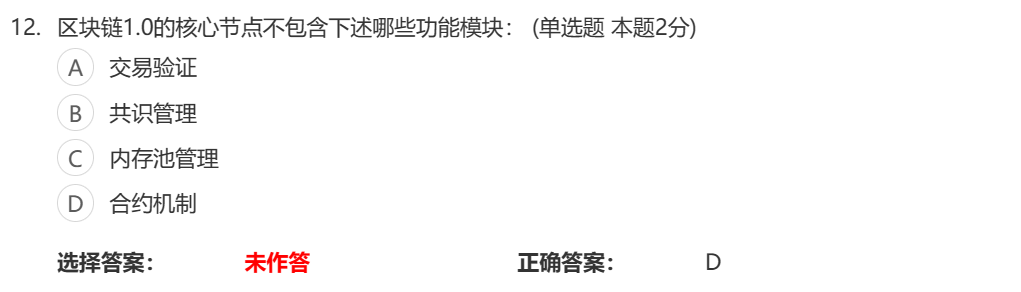 12. 区块链1.0的核心节点不包含下述哪些功能模块： (单选题 本题2分)
A 交易验证
B 共识管理
C 内存池管理
D 合约机制
选择答案： 未作答 正确答案： D